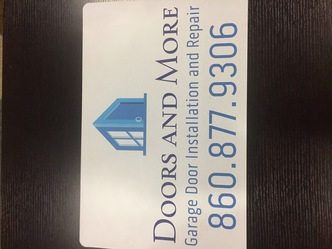 DOORS AND MORE
Garage Door Installation and Repair
860.877.9306